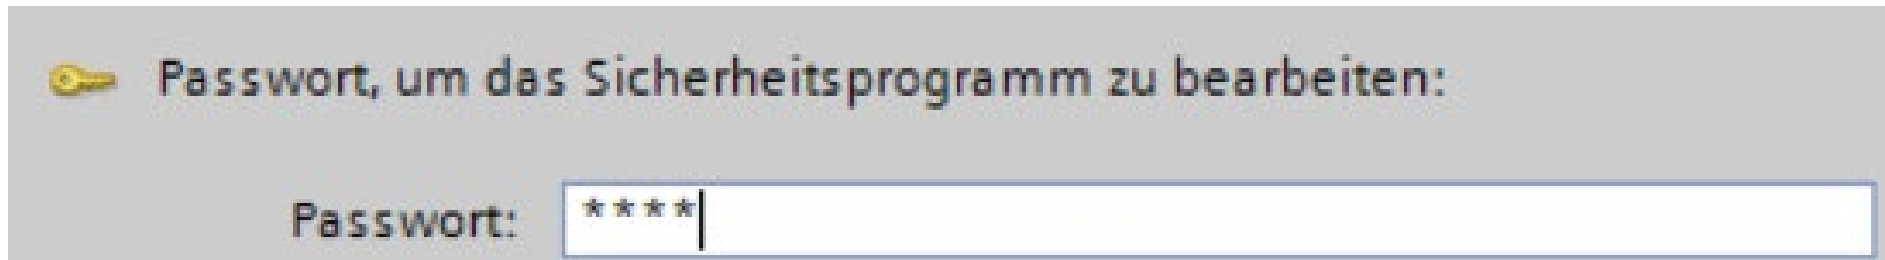 Passwort, um das Sicherheitsprogramm zu bearbeiten:
Passwort: ****